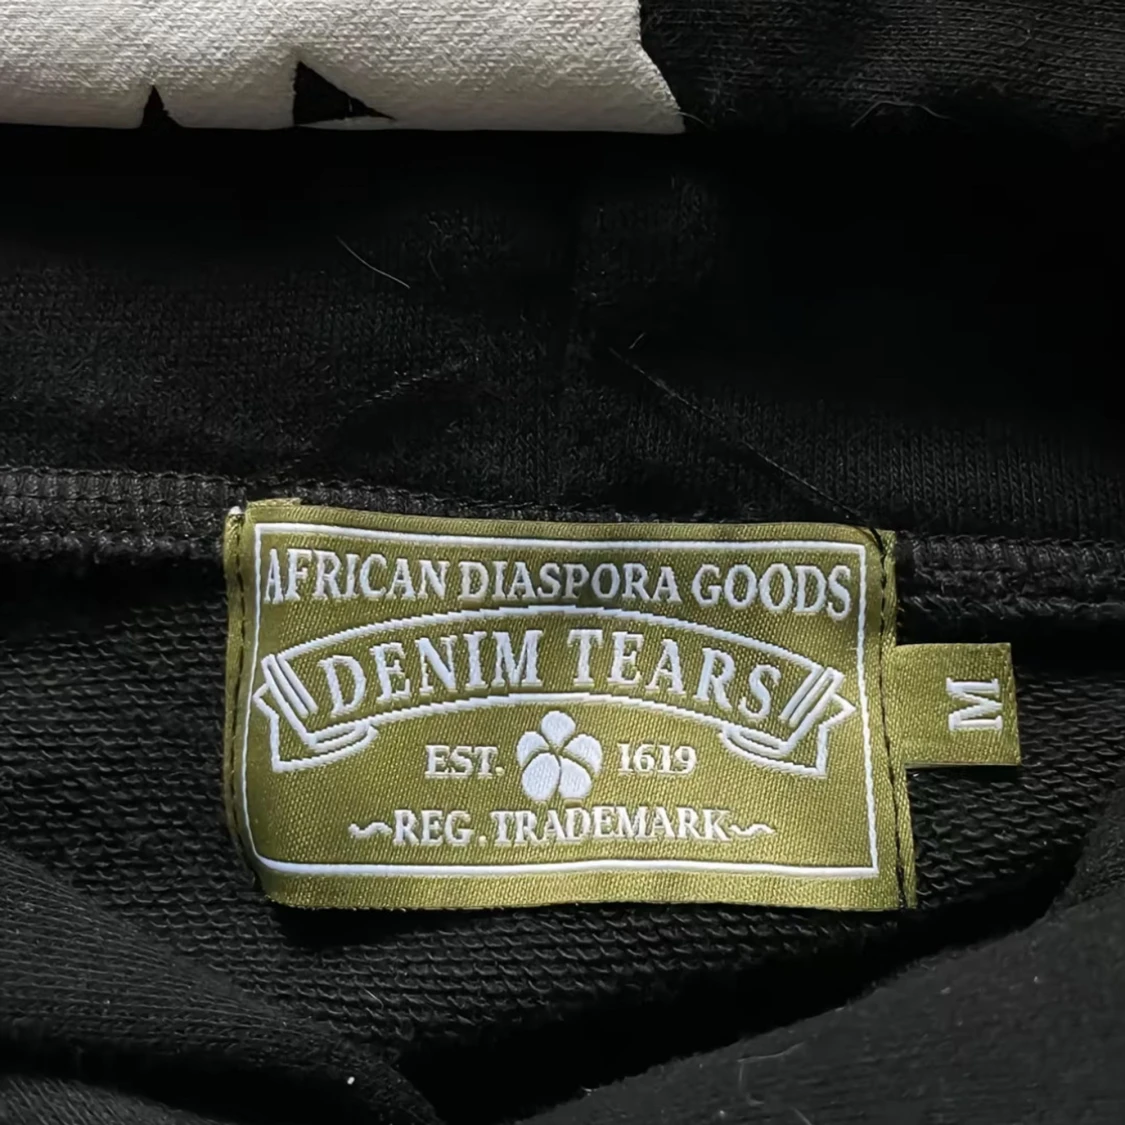 AFRICAN DIASPORA GOODS
DENIM TEARS
EST. 1619
REG. TRADEMARK
M